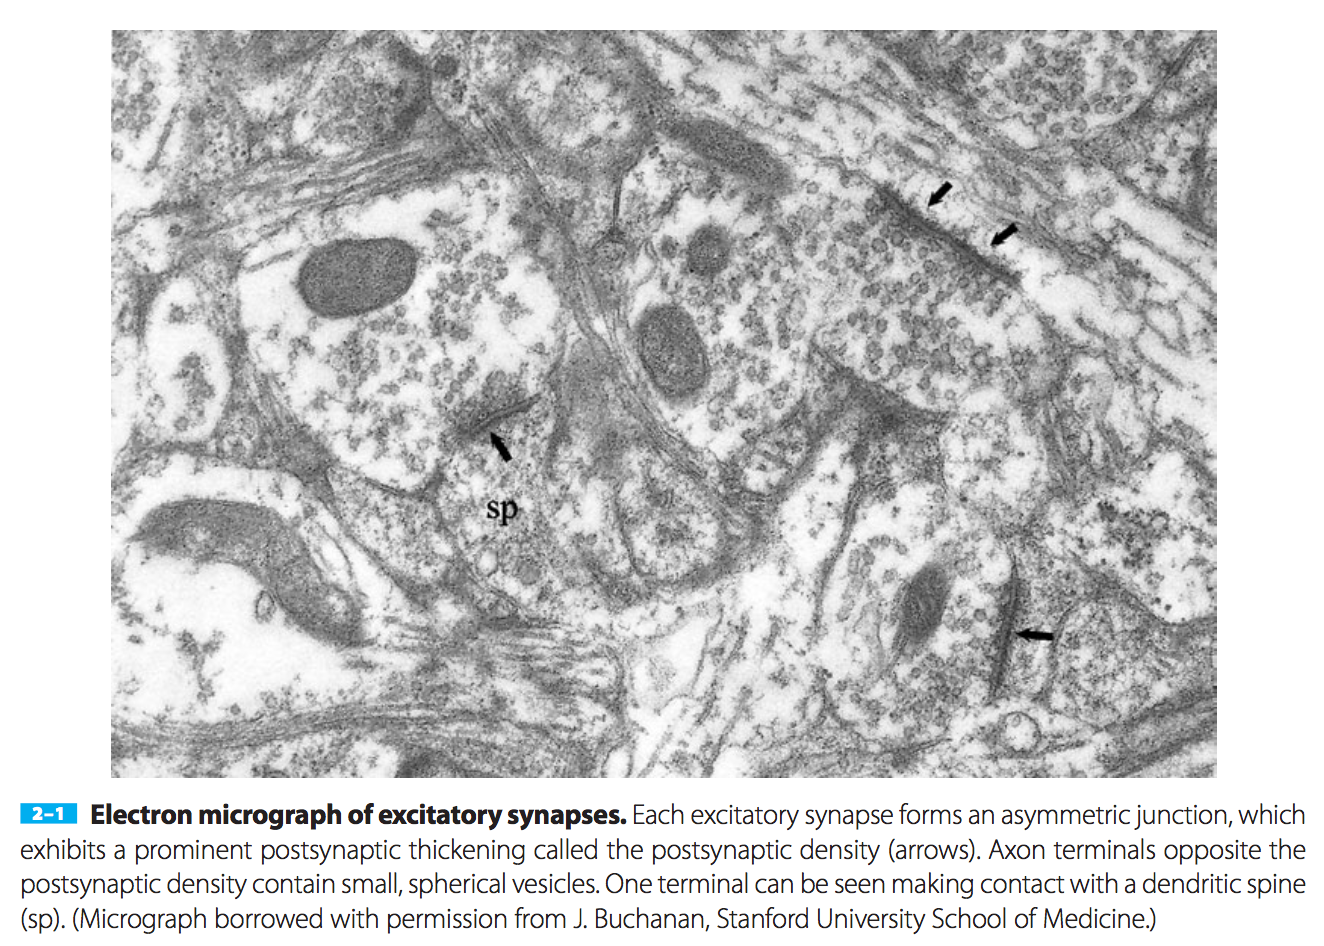 sp
2–1 Electron micrograph of excitatory synapses. Each excitatory synapse forms an asymmetric junction, which
exhibits a prominent postsynaptic thickening called the postsynaptic density (arrows). Axon terminals opposite the
postsynaptic density contain small, spherical vesicles. One terminal can be seen making contact with a dendritic spine
(sp). (Micrograph borrowed with permission from J. Buchanan, Stanford University School of Medicine.)